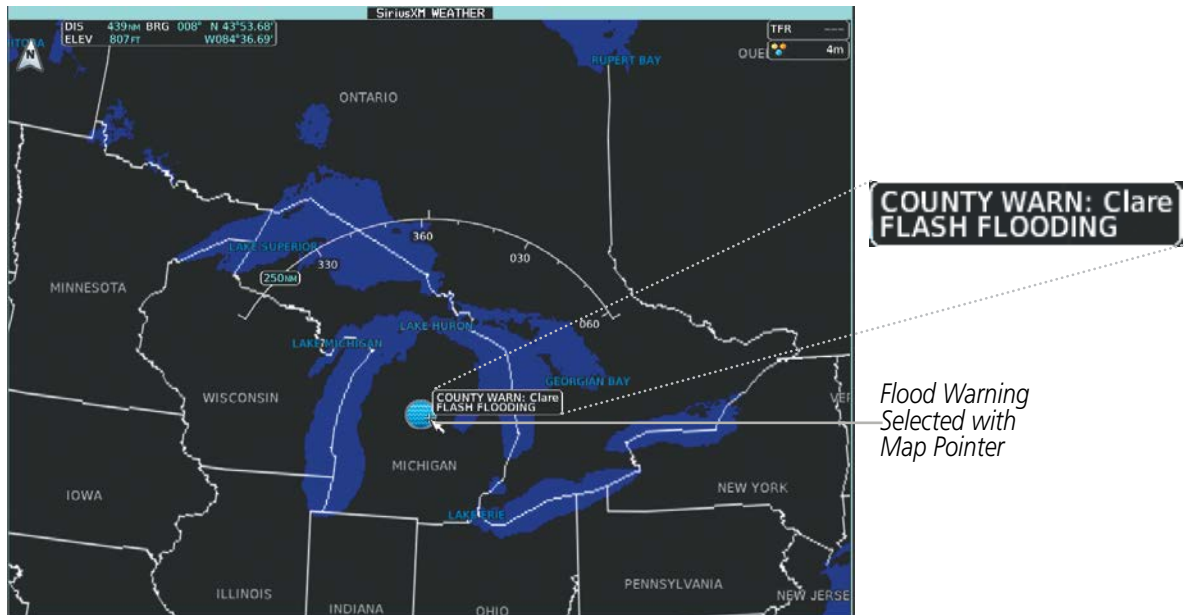 SiriusXM WEATHER
DIS 439NM BRG 008° N 43°53.68'
ELEV 807FT W084°36.69'
TFR ---
4m
N
RUPERT BAY
ONTARIO
360
LAKE SUPERIOR
330
030
250NM
MINNESOTA
060
LAKE HURON
LAKE MICHIGAN
GEORGIAN BAY
WISCONSIN
COUNTY WARN: Clare
FLASH FLOODING
MICHIGAN
IOWA
NEW YORK
LAKE ERIE
PENNSYLVANIA
ILLINOIS
NEW JERSE
INDIANA
OHIO
COUNTY WARN: Clare
FLASH FLOODING
Flood Warning
Selected with
Map Pointer